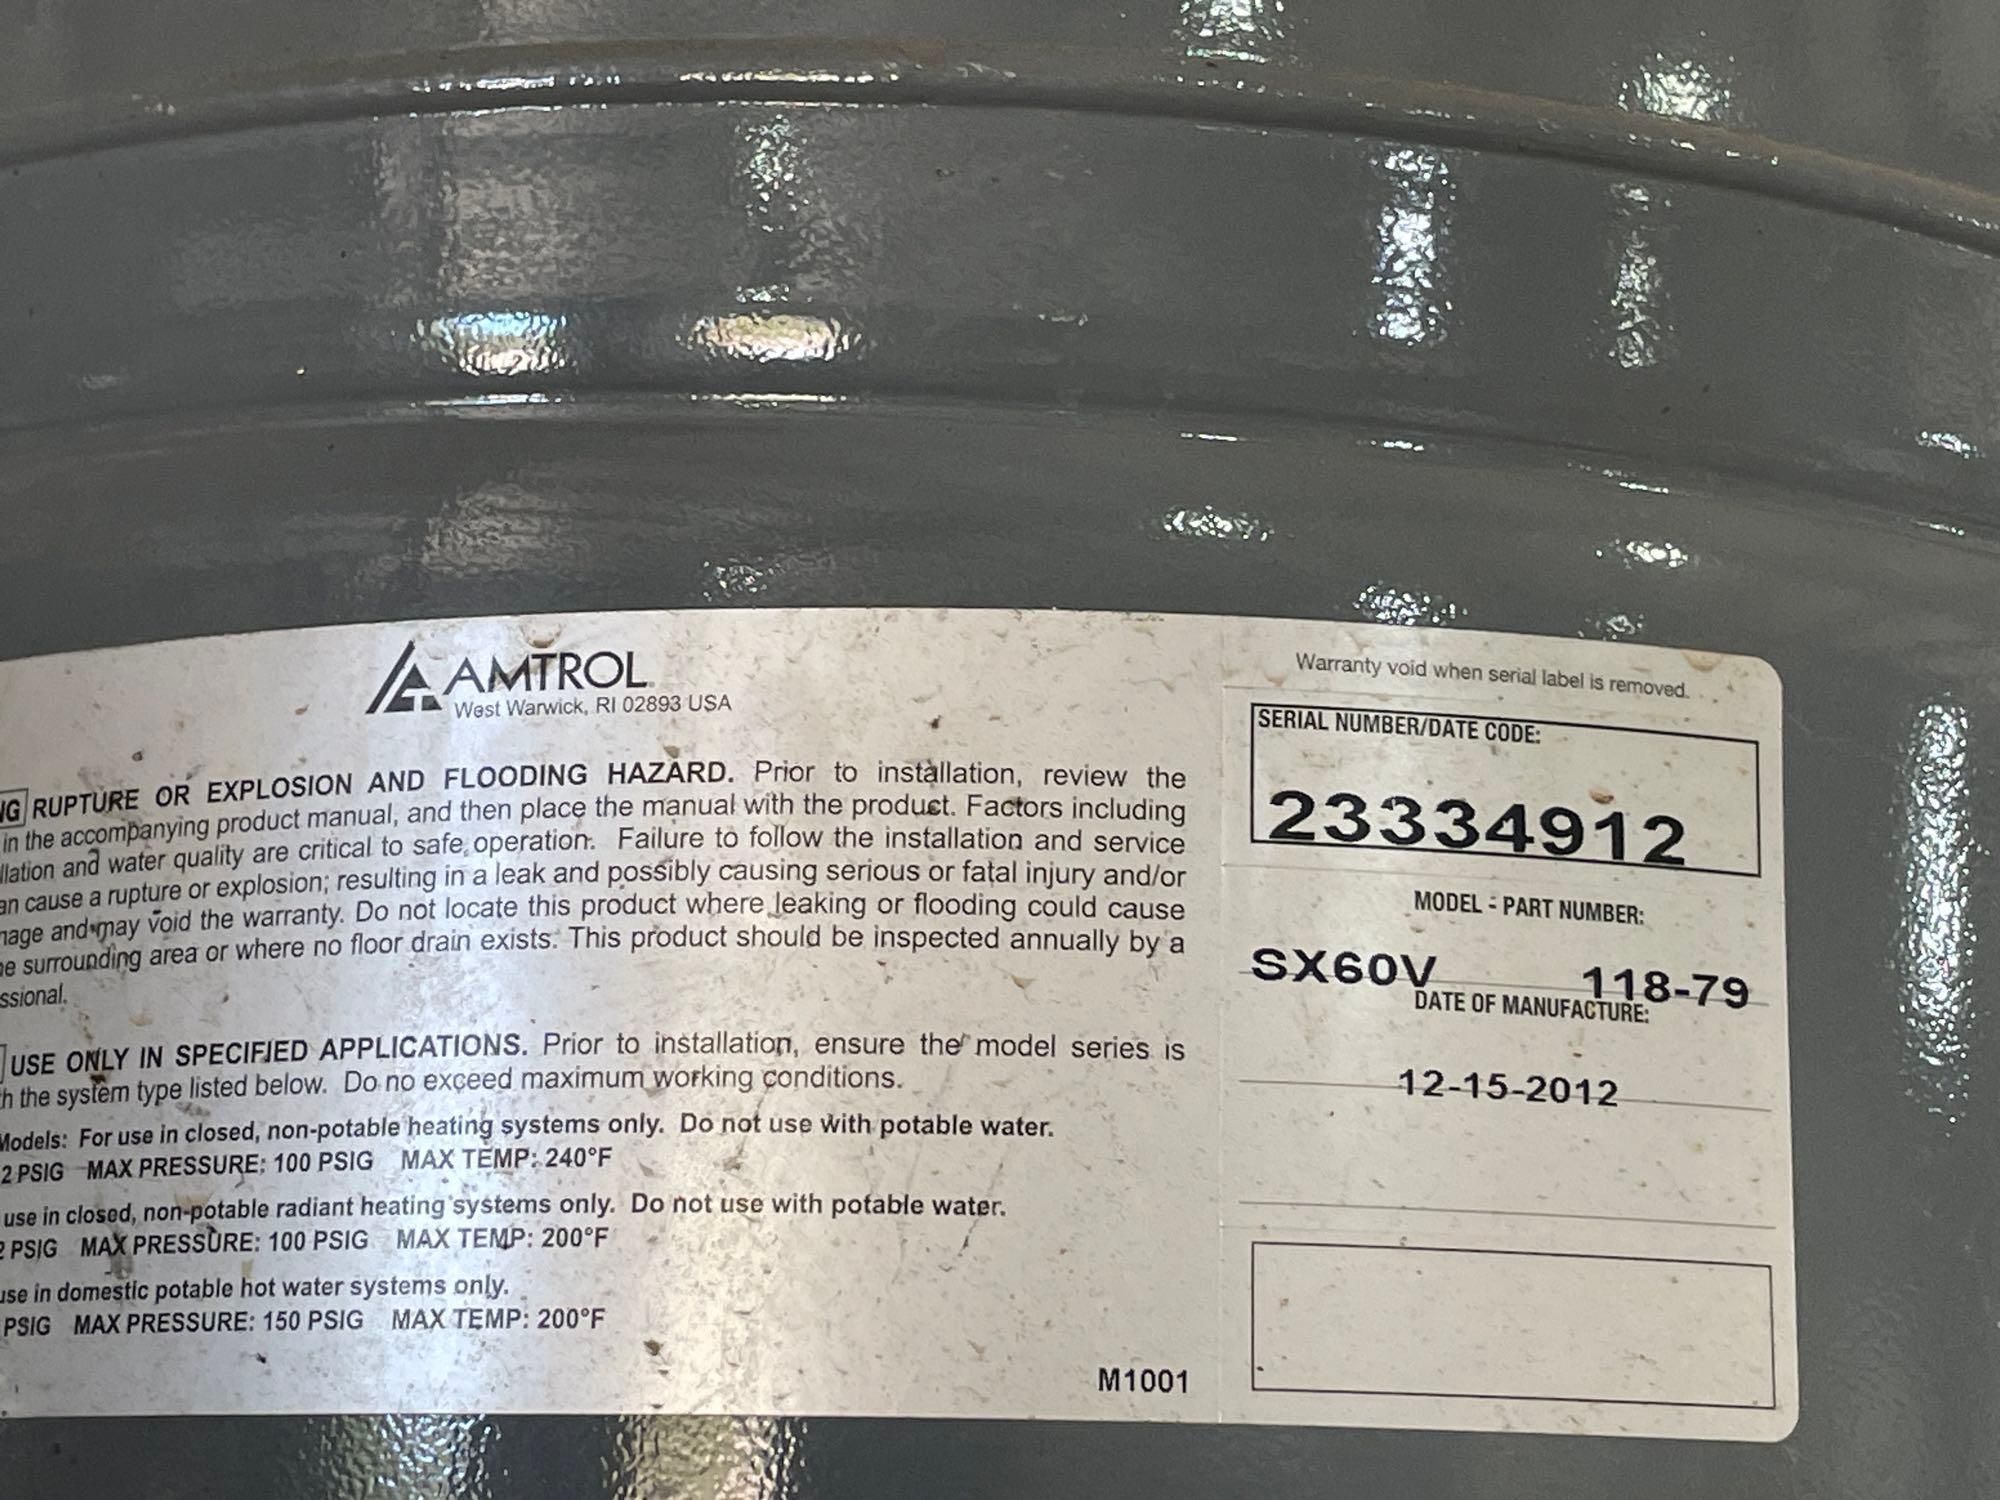 AMTROL
West Warwick, RI 02893 USA
NG RUPTURE OR EXPLOSION AND FLOODING HAZARD. Prior to installation, review the
in the accompanying product manual, and then place the manual with the product. Factors including
llation and water quality are critical to safe operation. Failure to follow the installation and service
an cause a rupture or explosion; resulting in a leak and possibly causing serious or fatal injury and/or
mage and may void the warranty. Do not locate this product where leaking or flooding could cause
he surrounding area or where no floor drain exists. This product should be inspected annually by a
ssional.
USE ONLY IN SPECIFIED APPLICATIONS. Prior to installation, ensure the model series is
th the system type listed below. Do no exceed maximum working conditions.
Models: For use in closed, non-potable heating systems only. Do not use with potable water.
2 PSIG MAX PRESSURE: 100 PSIG MAX TEMP: 240°F
use in closed, non-potable radiant heating systems only. Do not use with potable water.
2 PSIG MAX PRESSURE: 100 PSIG MAX TEMP: 200°F
use in domestic potable hot water systems only.
PSIG MAX PRESSURE: 150 PSIG MAX TEMP: 200°F
M1001
Warranty void when serial label is removed.
SERIAL NUMBER/DATE CODE:
23334912
MODEL - PART NUMBER:
SX60V 118-79
DATE OF MANUFACTURE:
12-15-2012